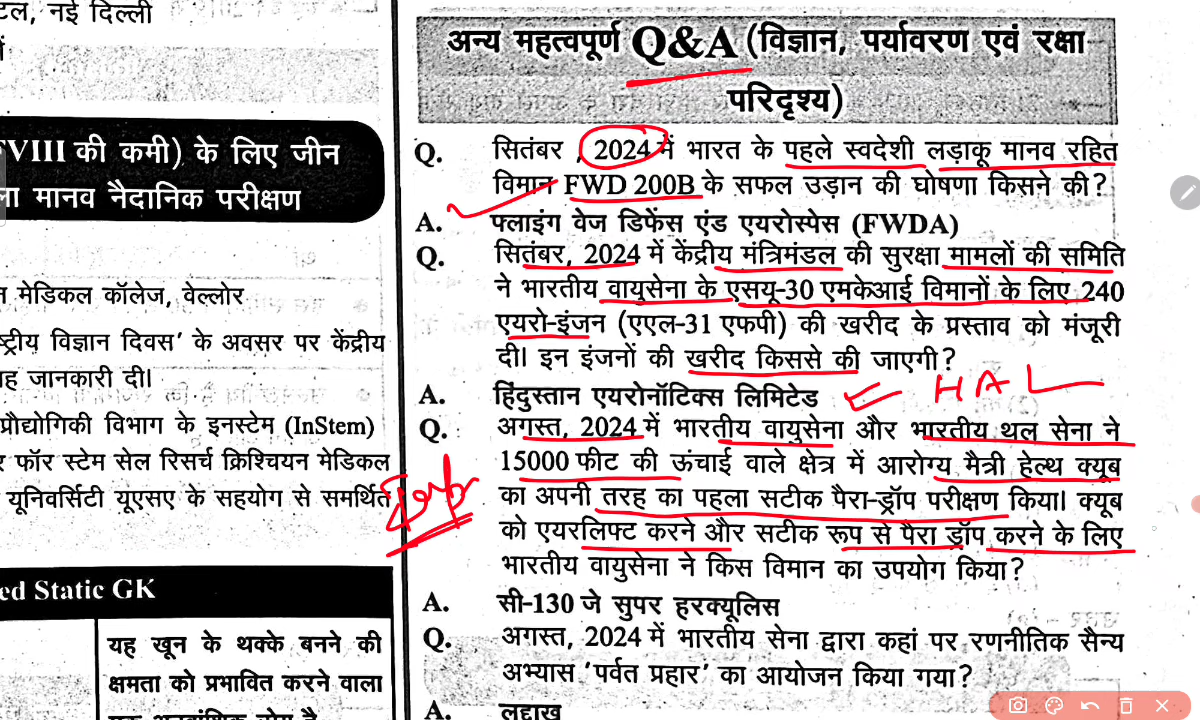 टल, नई दिल्ली
FVIII की कमी) के लिए जीन
ला मानव नैदानिक परीक्षण
न मेडिकल कॉलेज, वेल्लोर
ष्ट्रीय विज्ञान दिवस' के अवसर पर केंद्रीय
यह जानकारी दी।
प्रौद्योगिकी विभाग के इनस्टेम (InStem)
र फॉर स्टेम सेल रिसर्च क्रिश्चियन मेडिकल
यूनिवर्सिटी यूएसए के सहयोग से समर्थित
ed Static GK
यह खून के थक्के बनने की
क्षमता को प्रभावित करने वाला
एक अनुवांशिक रोग है
अन्य महत्वपूर्ण Q&A (विज्ञान, पर्यावरण एवं रक्षा
परिदृश्य)
Q. सितंबर , 2024 में भारत के पहले स्वदेशी लड़ाकू मानव रहित
विमान FWD 200B के सफल उड़ान की घोषणा किसने की?
A. फ्लाइंग वेज डिफेंस एंड एयरोस्पेस (FWDA)
Q. सितंबर, 2024 में केंद्रीय मंत्रिमंडल की सुरक्षा मामलों की समिति
ने भारतीय वायुसेना के एसयू-30 एमकेआई विमानों के लिए 240
एयरो-इंजन (एएल-31 एफपी) की खरीद के प्रस्ताव को मंजूरी
दी। इन इंजनों की खरीद किससे की जाएगी?
A. हिंदुस्तान एयरोनॉटिक्स लिमिटेड HAL
Q. अगस्त, 2024 में भारतीय वायुसेना और भारतीय थल सेना ने
15000 फीट की ऊंचाई वाले क्षेत्र में आरोग्य मैत्री हेल्थ क्यूब
का अपनी तरह का पहला सटीक पैरा-ड्रॉप परीक्षण किया। क्यूब
को एयरलिफ्ट करने और सटीक रूप से पैरा ड्रॉप करने के लिए
भारतीय वायुसेना ने किस विमान का उपयोग किया?
A. सी-130 जे सुपर हरक्यूलिस
Q. अगस्त, 2024 में भारतीय सेना द्वारा कहां पर रणनीतिक सैन्य
अभ्यास 'पर्वत प्रहार' का आयोजन किया गया?
A. लद्दाख